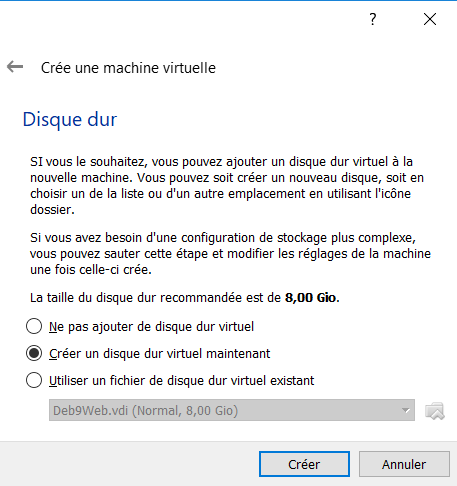 ?
Crée une machine virtuelle
Disque dur
SI vous le souhaitez, vous pouvez ajouter un disque dur virtuel à la
nouvelle machine. Vous pouvez soit créer un nouveau disque, soit en
choisir un de la liste ou d'un autre emplacement en utilisant l'icône
dossier.
Si vous avez besoin d'une configuration de stockage plus complexe,
vous pouvez sauter cette étape et modifier les réglages de la machine
une fois celle-ci crée.
La taille du disque dur recommandée est de 8,00 Gio.
Ne pas ajouter de disque dur virtuel
Créer un disque dur virtuel maintenant
Utiliser un fichier de disque dur virtuel existant
Deb9Web.vdi (Normal, 8,00 Gio)
Créer
Annuler